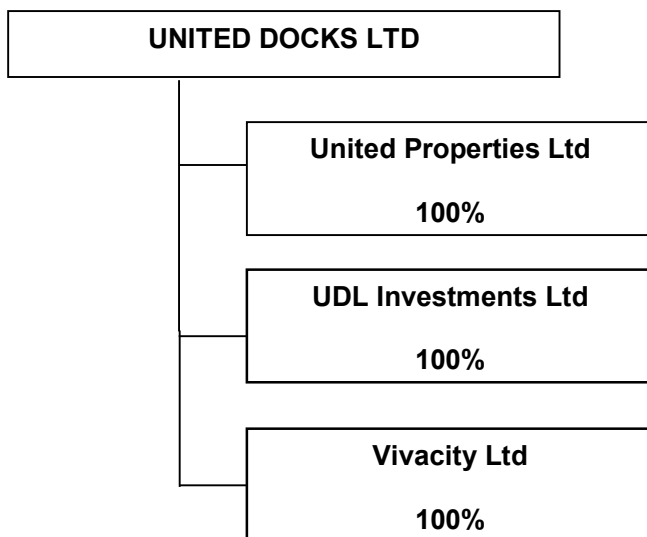 UNITED DOCKS LTD
United Properties Ltd
100%
UDL Investments Ltd
100%
Vivacity Ltd
100%